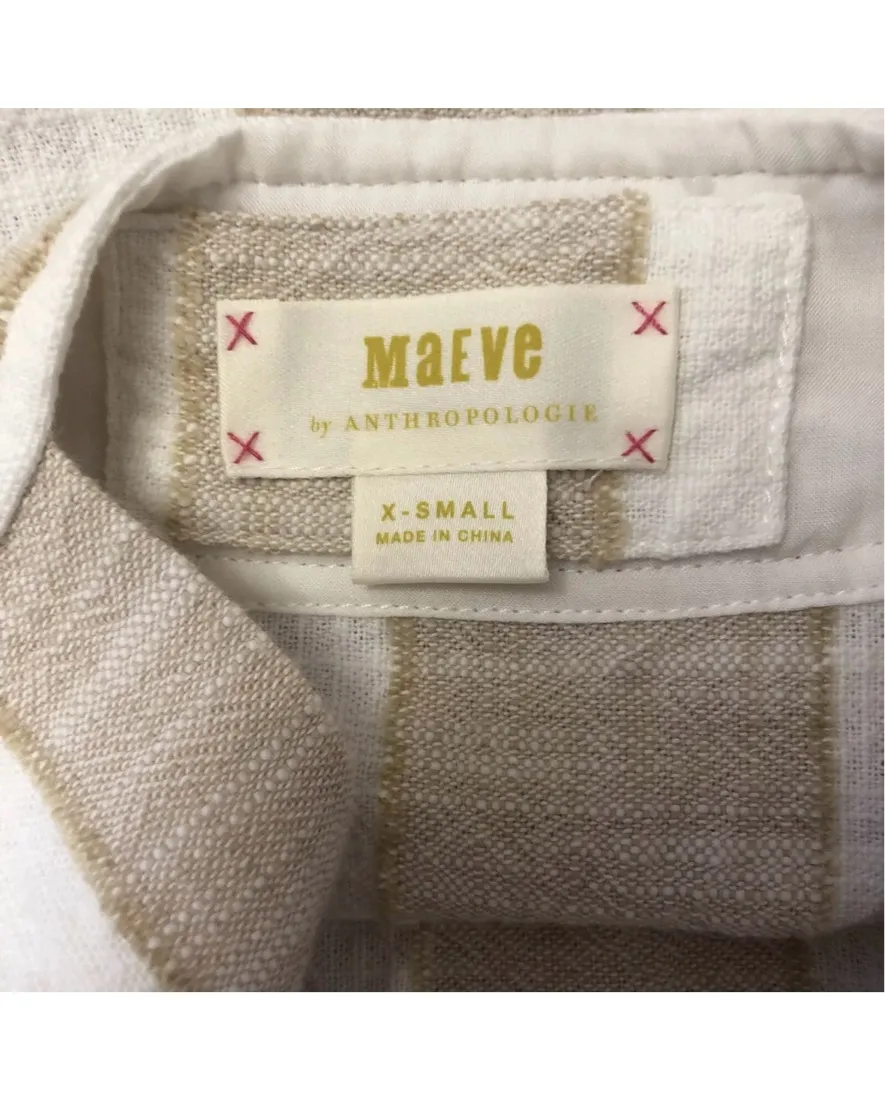 MaEve
by ANTHROPOLOGIE
X-SMALL
MADE IN CHINA